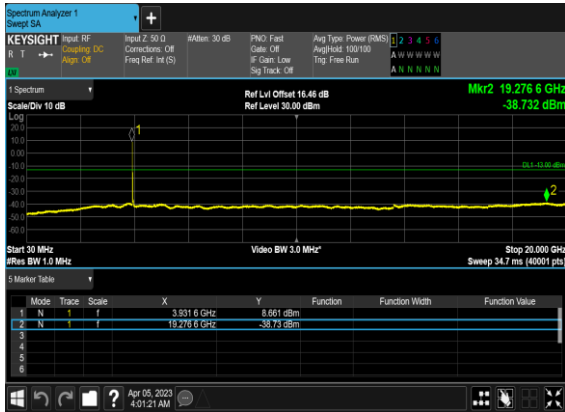 Spectrum Analyzer 1
Swept SA
+
KEYSIGHT Input: RF Input Z: 50 Ω #Atten: 30 dB PNO: Fast Avg Type: Power (RMS) 1 2 3 4 5 6
R T Coupling: DC Corrections: Off Gate: Off Avg|Hold: 100/100 A W W W W W
Align: Off Freq Ref: Int (S) IF Gain: Low Trig: Free Run
Sig Track: Off A N N N N N
LXI
1 Spectrum Ref Lvl Offset 16.46 dB Mkr2 19.276 6 GHz
Scale/Div 10 dB Ref Level 30.00 dBm -38.732 dBm
Log
20.0
10.0
0.00
-10.0
-20.0
-30.0
-40.0
-50.0
-60.0
1
DL1 -13.00 dBm
2
Start 30 MHz Video BW 3.0 MHz* Stop 20.000 GHz
#Res BW 1.0 MHz Sweep 34.7 ms (40001 pts)
5 Marker Table
Mode Trace Scale X Y Function Function Width Function Value
1 N 1 f 3.931 6 GHz 8.661 dBm
2 N 1 f 19.276 6 GHz -38.73 dBm
3
4
5
6
? Apr 05, 2023
4:01:21 AM